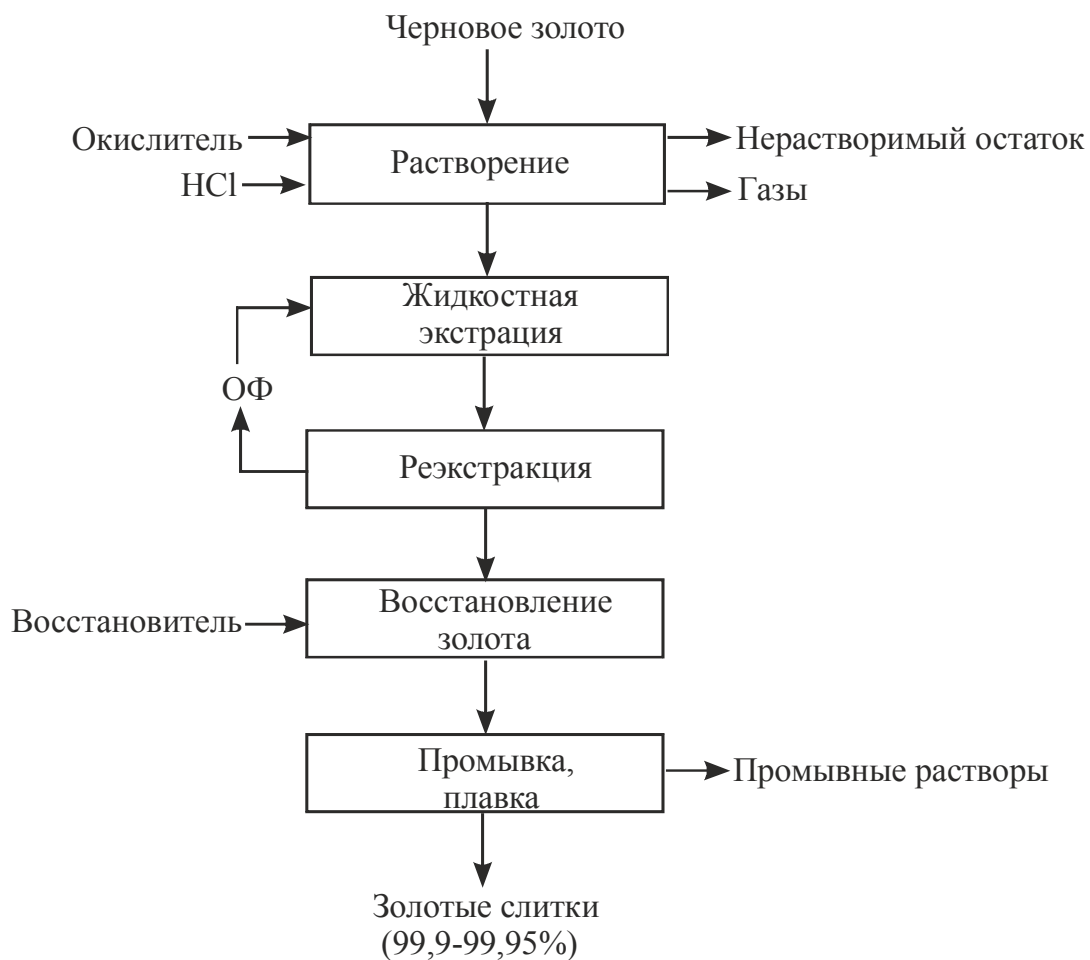 Черновое золото
Окислитель
HCl
Растворение
Нерастворимый остаток
Газы
Жидкостная
экстрация
ОФ
Реэкстракция
Восстановитель
Восстановление
золота
Промывка,
плавка
Промывные растворы
Золотые слитки
(99,9-99,95%)